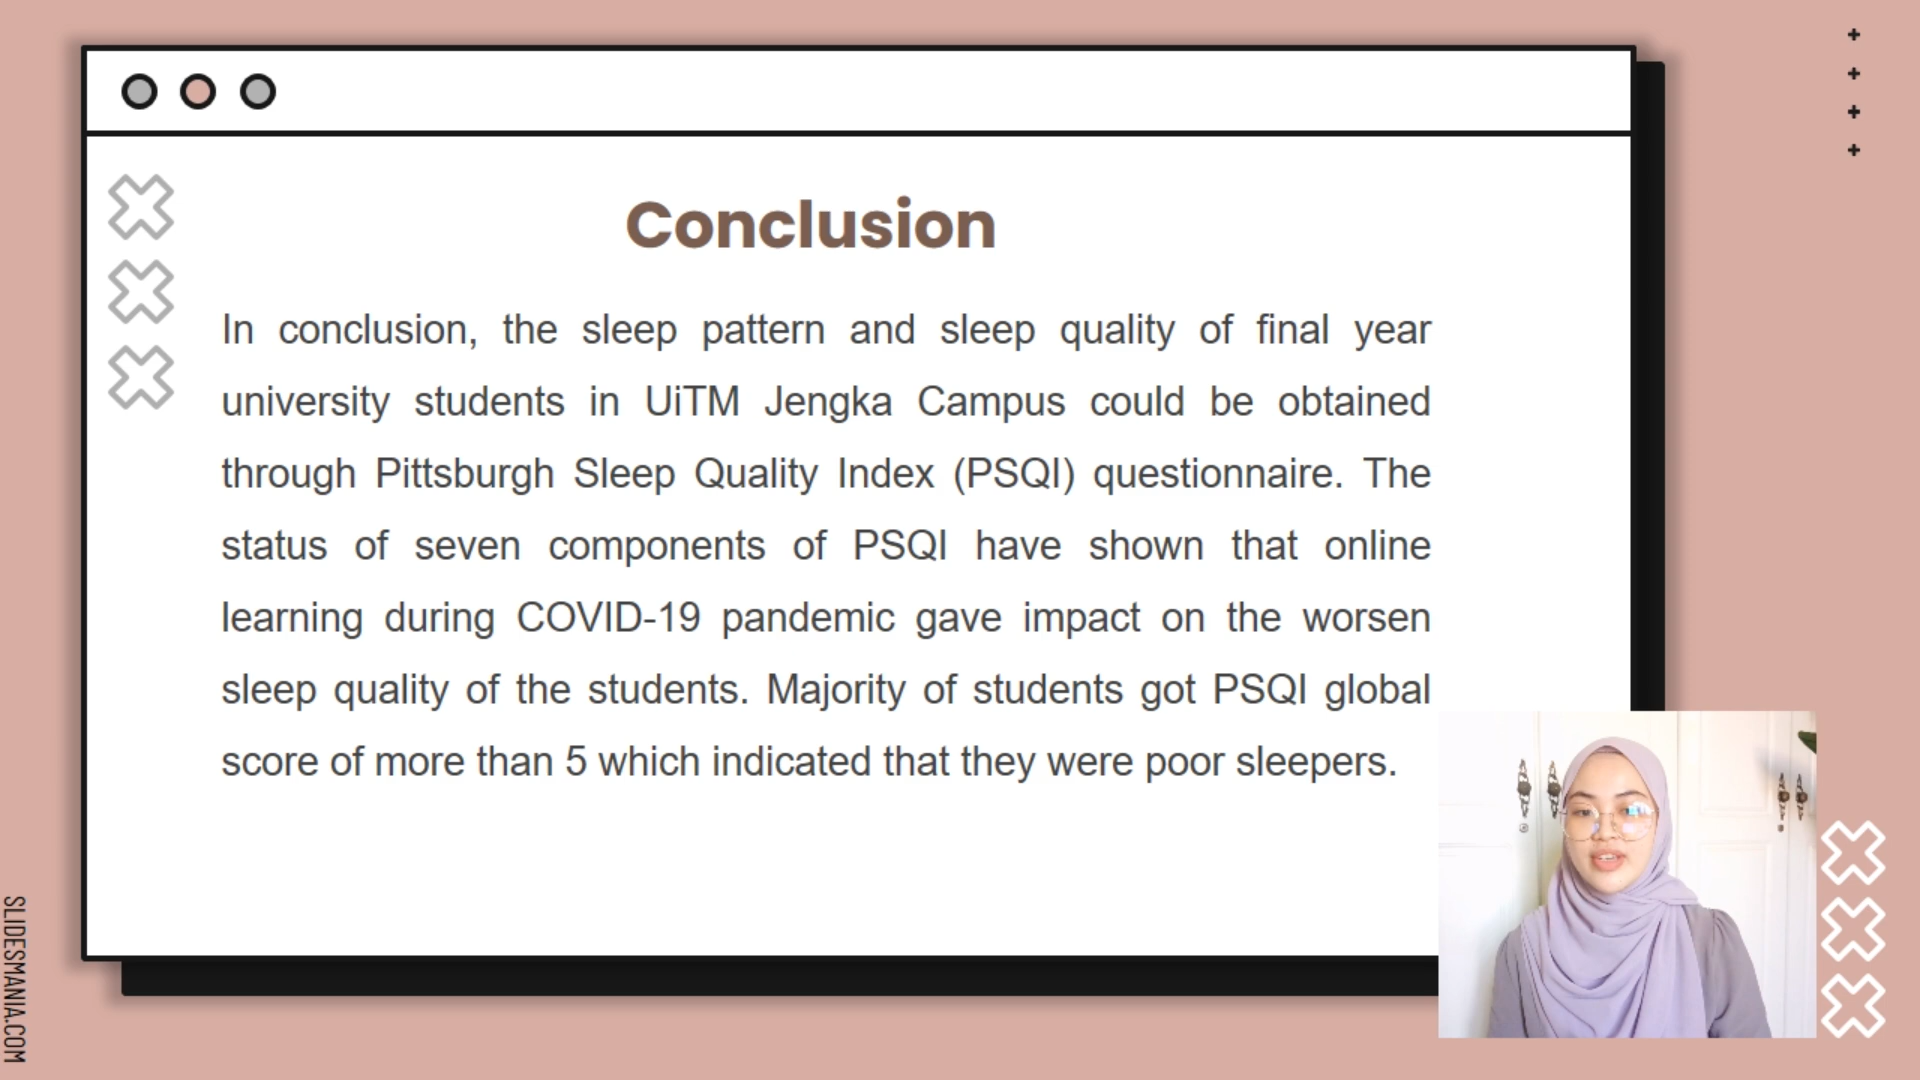 Conclusion
In conclusion, the sleep pattern and sleep quality of final year
university students in UiTM Jengka Campus could be obtained
through Pittsburgh Sleep Quality Index (PSQI) questionnaire. The
status of seven components of PSQI have shown that online
learning during COVID-19 pandemic gave impact on the worsen
sleep quality of the students. Majority of students got PSQI global
score of more than 5 which indicated that they were poor sleepers.
SLIDESMANIA.COM